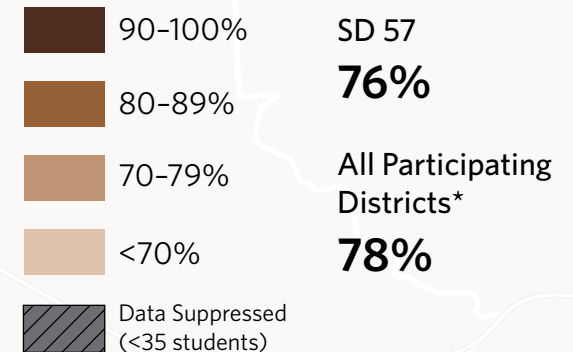 90–100%
80–89%
70–79%
<70%
Data Suppressed
(<35 students)
SD 57
76%
All Participating
Districts*
78%